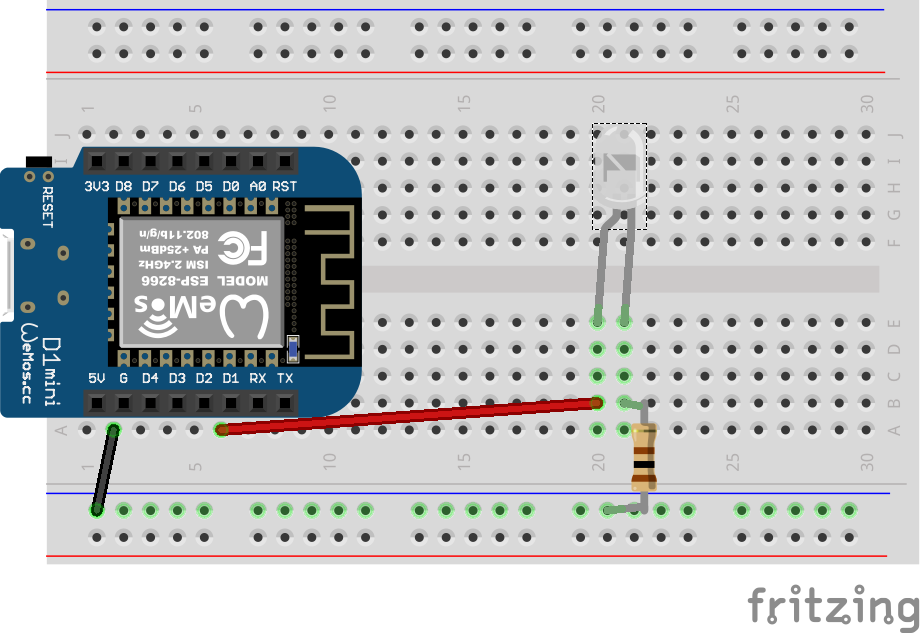 1 5 10 15 20 25 30
J J
I I
H H
G G
F F
RESET
3V3 D8 D7 D6 D5 D0 A0 RST
802.11b/g/n
PA +25dBm
ISM 2.4GHz
FC
MODEL
ESP-8266
WeMos
5V G D4 D3 D2 D1 RX TX
D1 mini
WeMos.cc
E E
D D
C C
B B
A A
1 5 10 15 20 25 30
fritzing